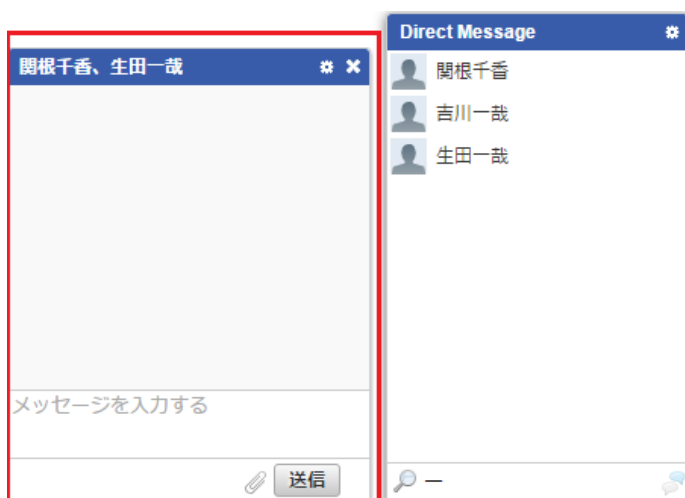 関根千香、生田一哉
メッセージを入力する
送信
Direct Message
関根千香
吉川一哉
生田一哉
一